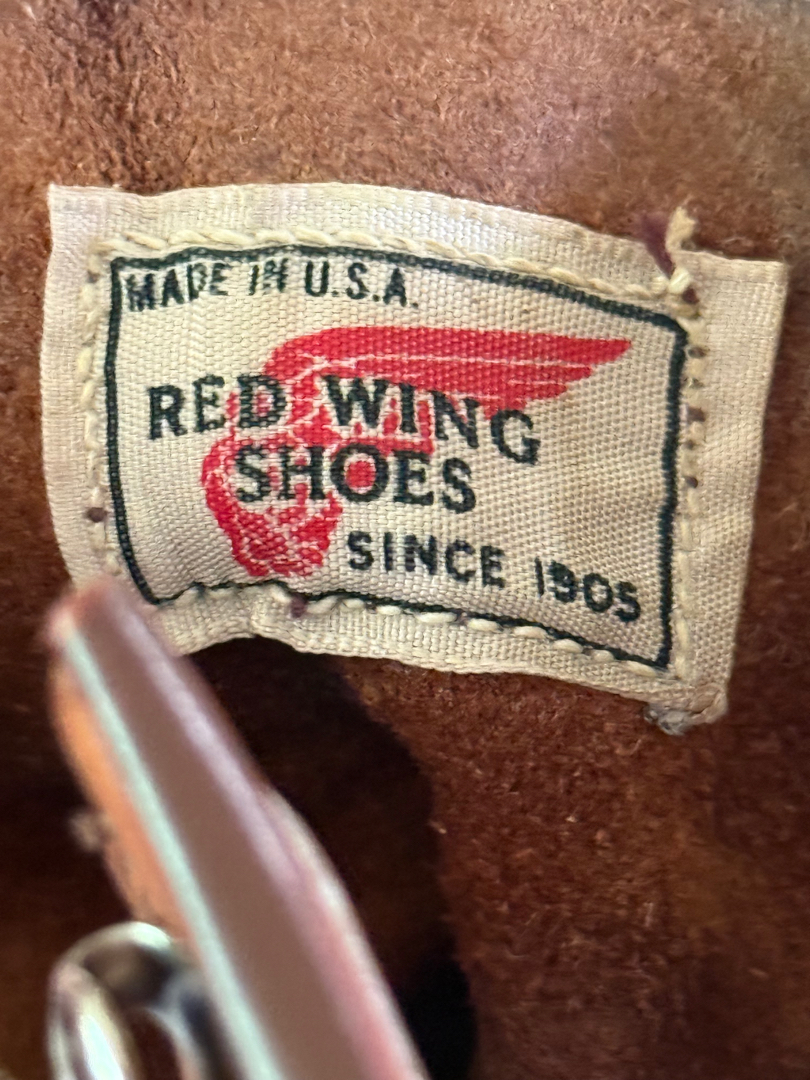 MADE IN U.S.A.
RED WING
SHOES
SINCE 1905